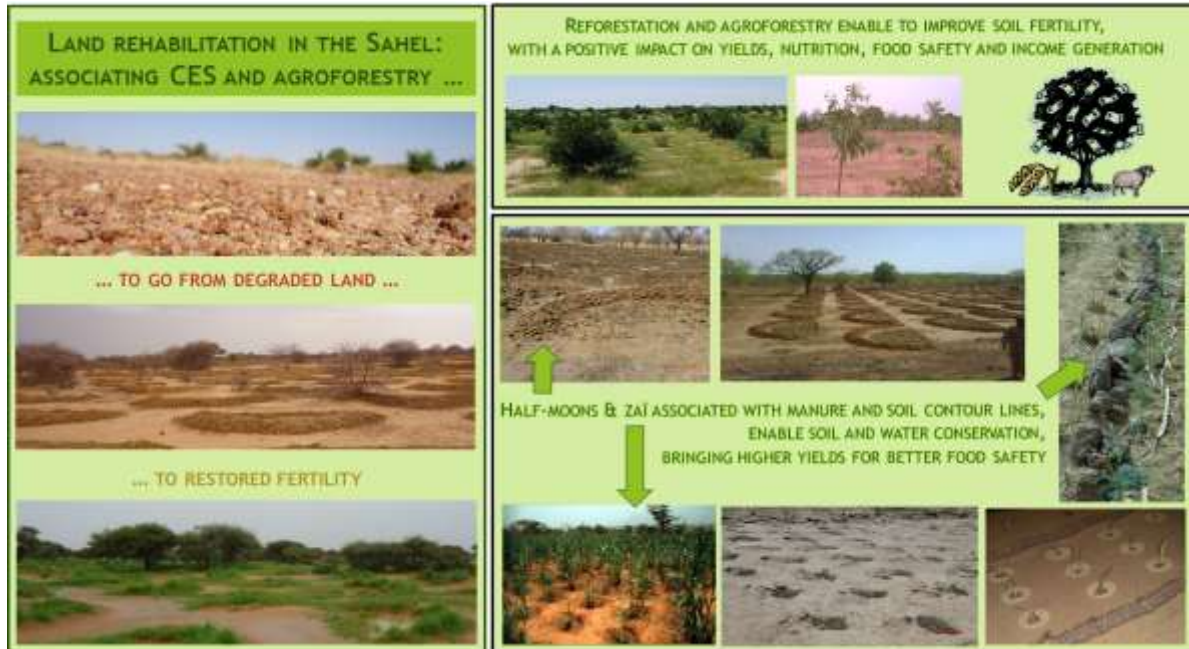 LAND REHABILITATION IN THE SAHEL:
ASSOCIATING CES AND AGROFORESTRY ...
... TO GO FROM DEGRADED LAND ...
... TO RESTORED FERTILITY
REFORESTATION AND AGROFORESTRY ENABLE TO IMPROVE SOIL FERTILITY,
WITH A POSITIVE IMPACT ON YIELDS, NUTRITION, FOOD SAFETY AND INCOME GENERATION
HALF-MOONS & ZAÏ ASSOCIATED WITH MANURE AND SOIL CONTOUR LINES,
ENABLE SOIL AND WATER CONSERVATION,
BRINGING HIGHER YIELDS FOR BETTER FOOD SAFETY